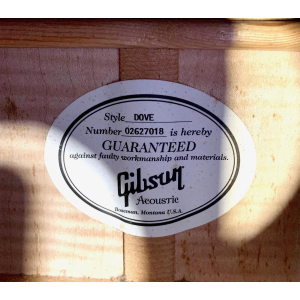 Style DOVE
Number 02627018 is hereby
GUARANTEED
against faulty workmanship and materials.
Gibson
Acoustic
Bozeman, Montana U.S.A